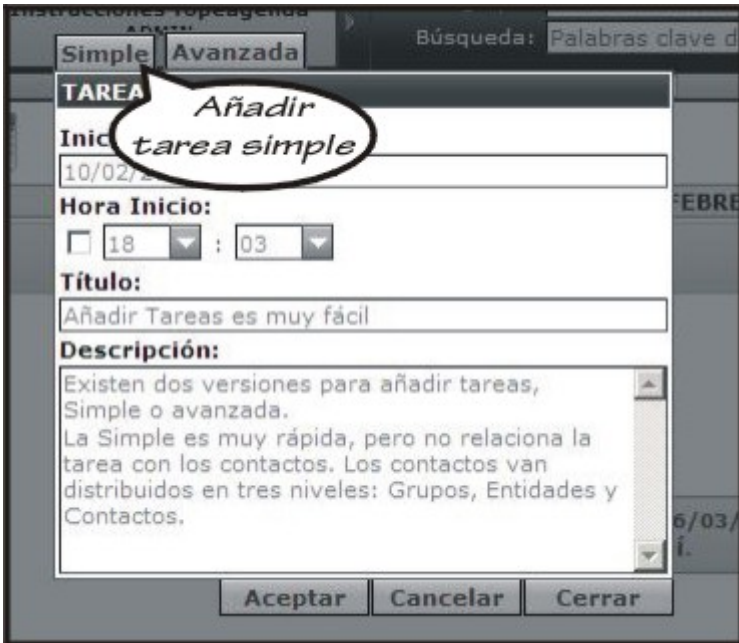 Instrucciones Topeagenda
ADMIN
Búsqueda: Palabras clave d
Simple Avanzada
TAREA
Añadir
tarea simple
Inic
10/02/2
Hora Inicio:
18 : 03
FEBRE
Título:
Añadir Tareas es muy fácil
Descripción:
Existen dos versiones para añadir tareas,
Simple o avanzada.
La Simple es muy rápida, pero no relaciona la
tarea con los contactos. Los contactos van
distribuidos en tres niveles: Grupos, Entidades y
Contactos.
6/03/
Í.
Aceptar Cancelar Cerrar